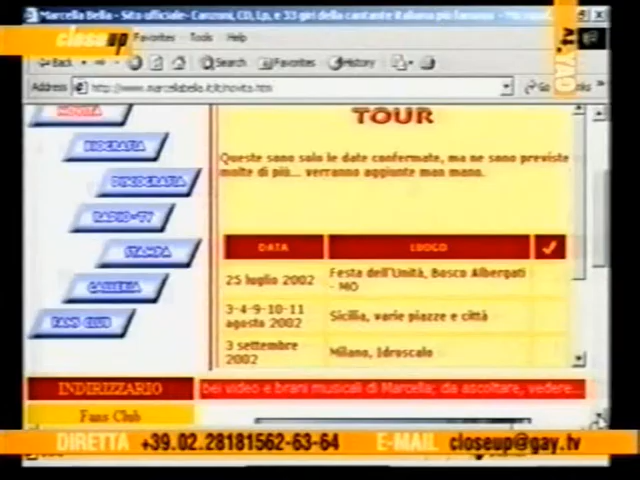 Marcella Bella - Sito ufficiale- Canzoni, CD, Lp, e 33 giri della cantante italiana più famosa
closeup
Favorites Tools Help
GAY.tv
Back
Search Favorites History
Address http://www.marcellabella.it/it/novita.htm Go
NOVITA
TOUR
BIOGRAFIA
Queste sono solo le date confermate, ma ne sono previste
molte di più... verranno aggiunte man mano.
DISCOGRAFIA
RADIO-TV
STAMPA
GALLERIA
FANS CLUB
DATA LUOGO
25 luglio 2002 Festa dell'Unità, Bosco Albergati
- MO
3-4-9-10-11
agosto 2002 Sicilia, varie piazze e città
3 settembre
2002 Milano, Idroscalo
INDIRIZZARIO
bei video e brani musicali di Marcella; da ascoltare, vedere...
Fans Club
DIRETTA +39.02.28181562-63-64 E-MAIL closeup@gay.tv